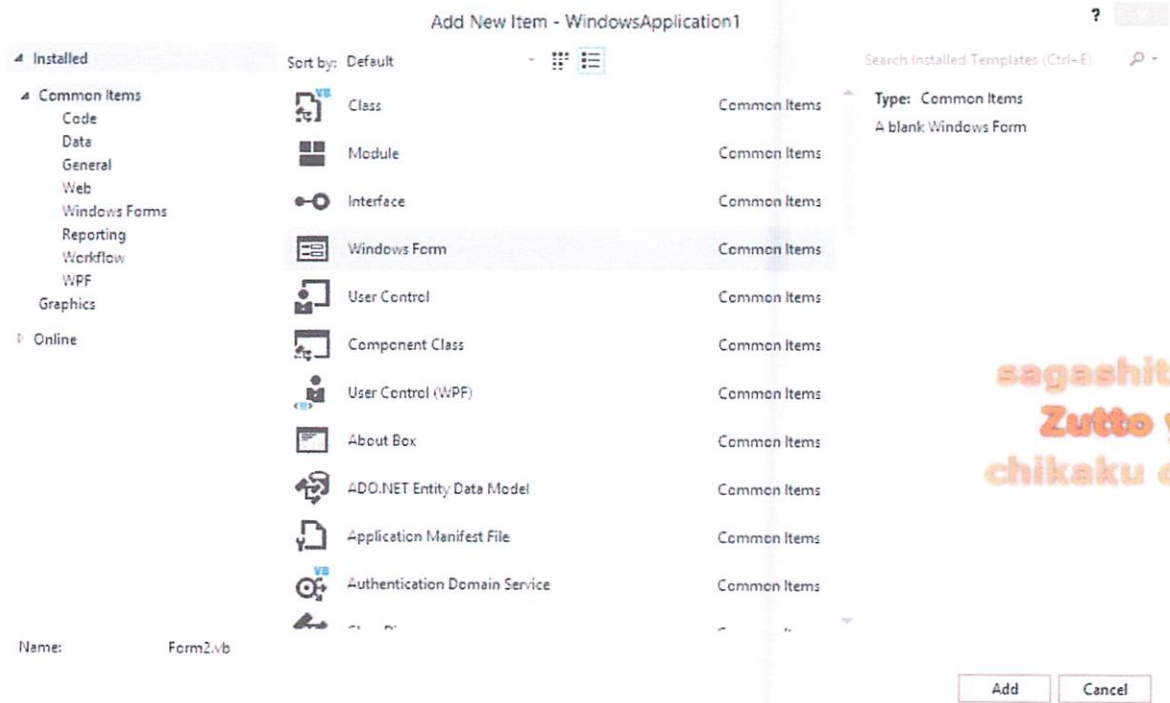 Add New Item - WindowsApplication1
?
Installed
Sort by: Default
Search Installed Templates (Ctrl+E)
Common Items
Code
Data
General
Web
Windows Forms
Reporting
Workflow
WPF
Graphics
Online
VB
Class Common Items
Module Common Items
Interface Common Items
Windows Form Common Items
User Control Common Items
Component Class Common Items
User Control (WPF) Common Items
About Box Common Items
ADO.NET Entity Data Model Common Items
Application Manifest File Common Items
VB
Authentication Domain Service Common Items
Type: Common Items
A blank Windows Form
Zutto
chikaku
Name: Form2.vb
Add Cancel